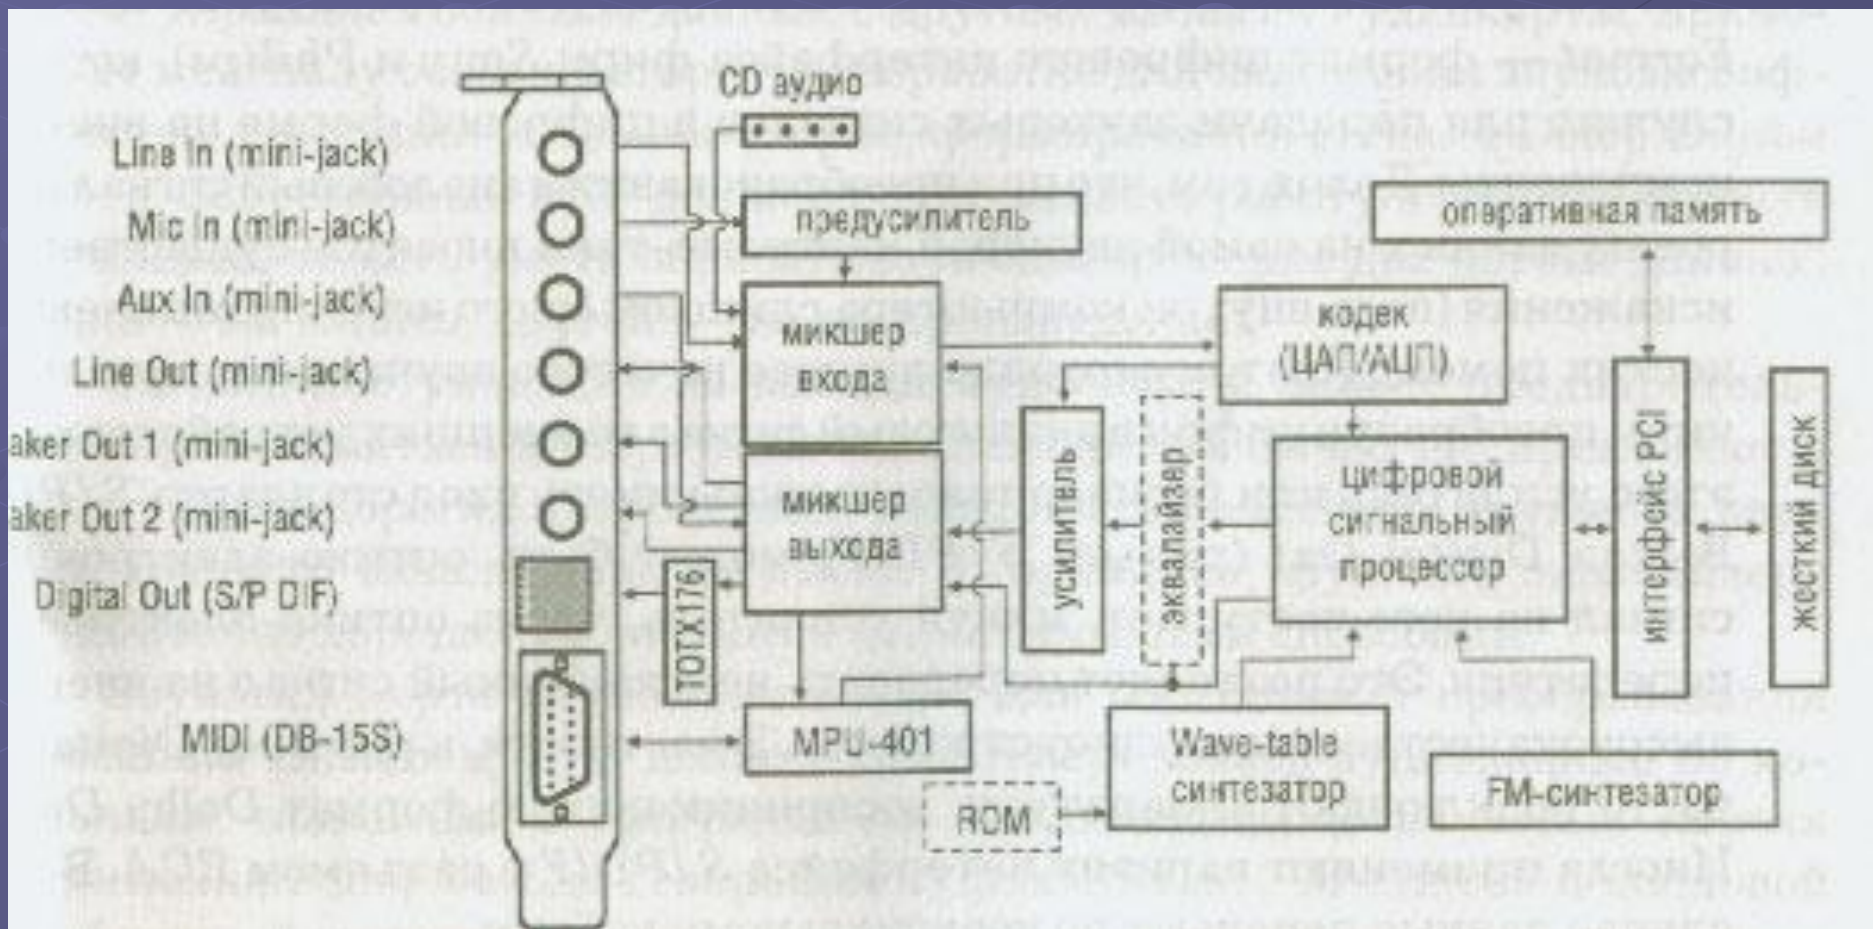 CD аудио
Line In (mini-jack)
Mic In (mini-jack)
предусилитель
оперативная память
Aux In (mini-jack)
микшер
входа
кодек
(ЦАП/АЦП)
Line Out (mini-jack)
aker Out 1 (mini-jack)
aker Out 2 (mini-jack)
микшер
выхода
усилитель
эквалайзер
цифровой
сигнальный
процессор
интерфейс PCI
жесткий диск
Digital Out (S/P DIF)
TOTX176
MIDI (DB-15S)
MPU-401
Wave-table
синтезатор
FM-синтезатор
ROM